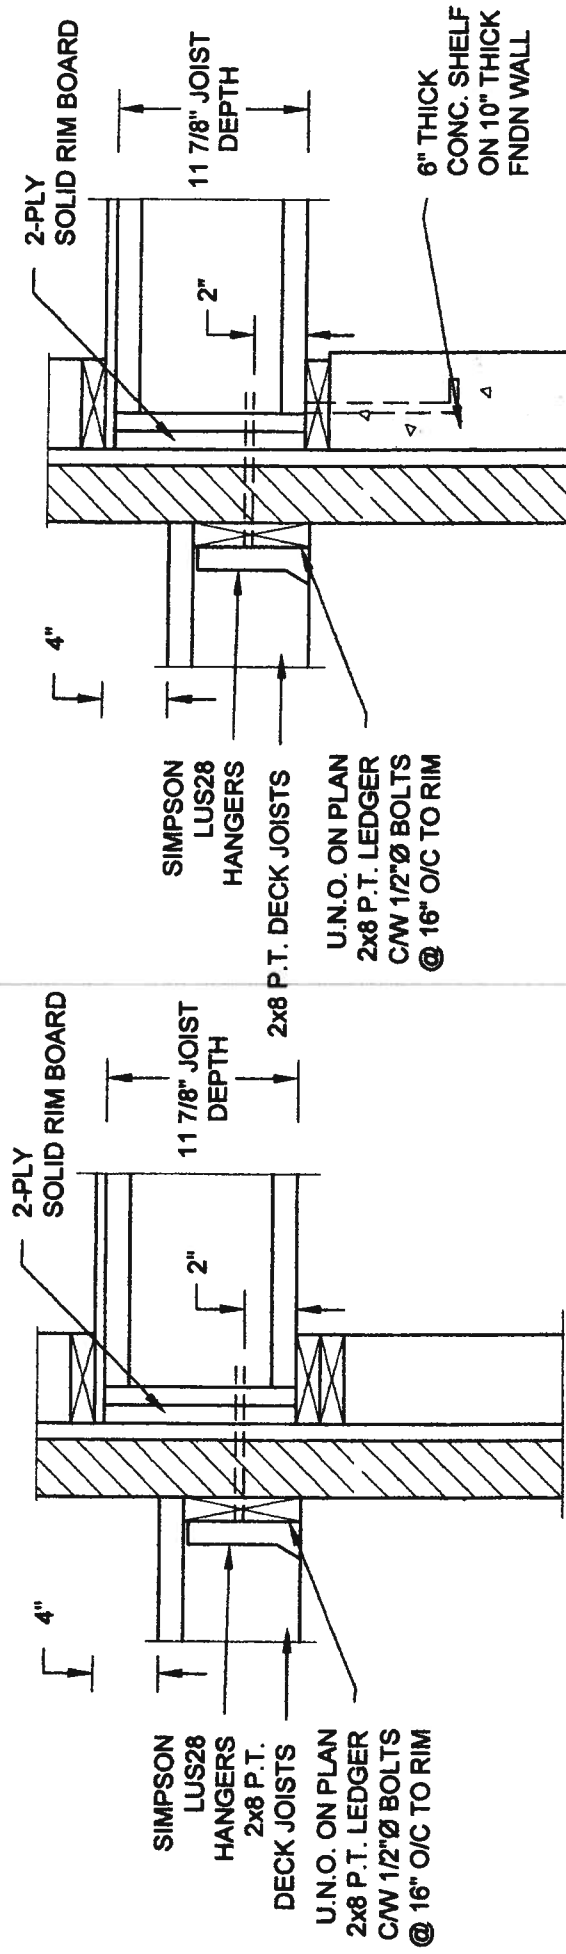 2-PLY
SOLID RIM BOARD
4"
11 7/8" JOIST
DEPTH
2"
SIMPSON
LUS28
HANGERS
2x8 P.T.
DECK JOISTS
U.N.O. ON PLAN
2x8 P.T. LEDGER
C/W 1/2"Ø BOLTS
@ 16" O/C TO RIM
2-PLY
SOLID RIM BOARD
4"
11 7/8" JOIST
DEPTH
2"
SIMPSON
LUS28
HANGERS
2x8 P.T. DECK JOISTS
U.N.O. ON PLAN
2x8 P.T. LEDGER
C/W 1/2"Ø BOLTS
@ 16" O/C TO RIM
6" THICK
CONC. SHELF
ON 10" THICK
FNDN WALL